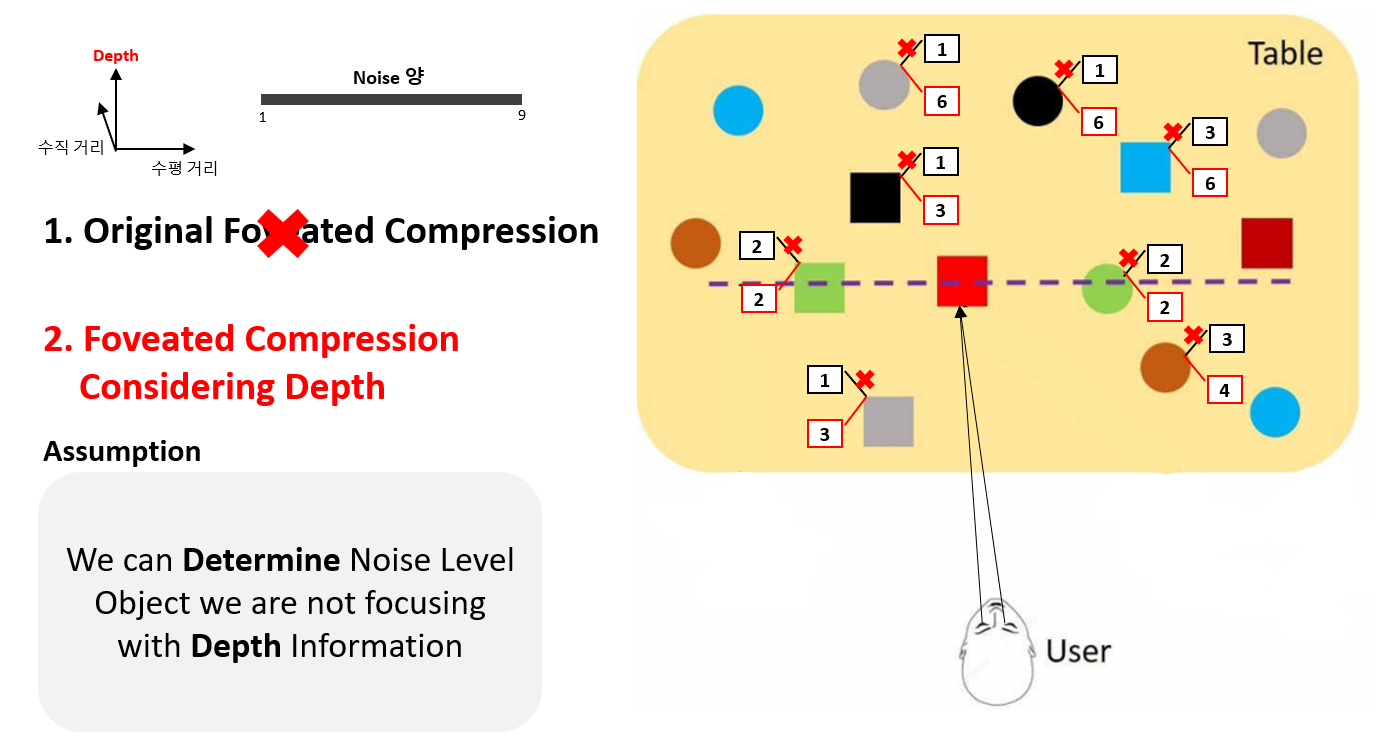 Depth
수직 거리
수평 거리
Noise 양
1
9
1. Original Fov ated Compression
2. Foveated Compression
Considering Depth
Assumption
We can Determine Noise Level
Object we are not focusing
with Depth Information
Table
1
6
1
6
3
6
1
3
2
2
2
2
3
4
1
3
User